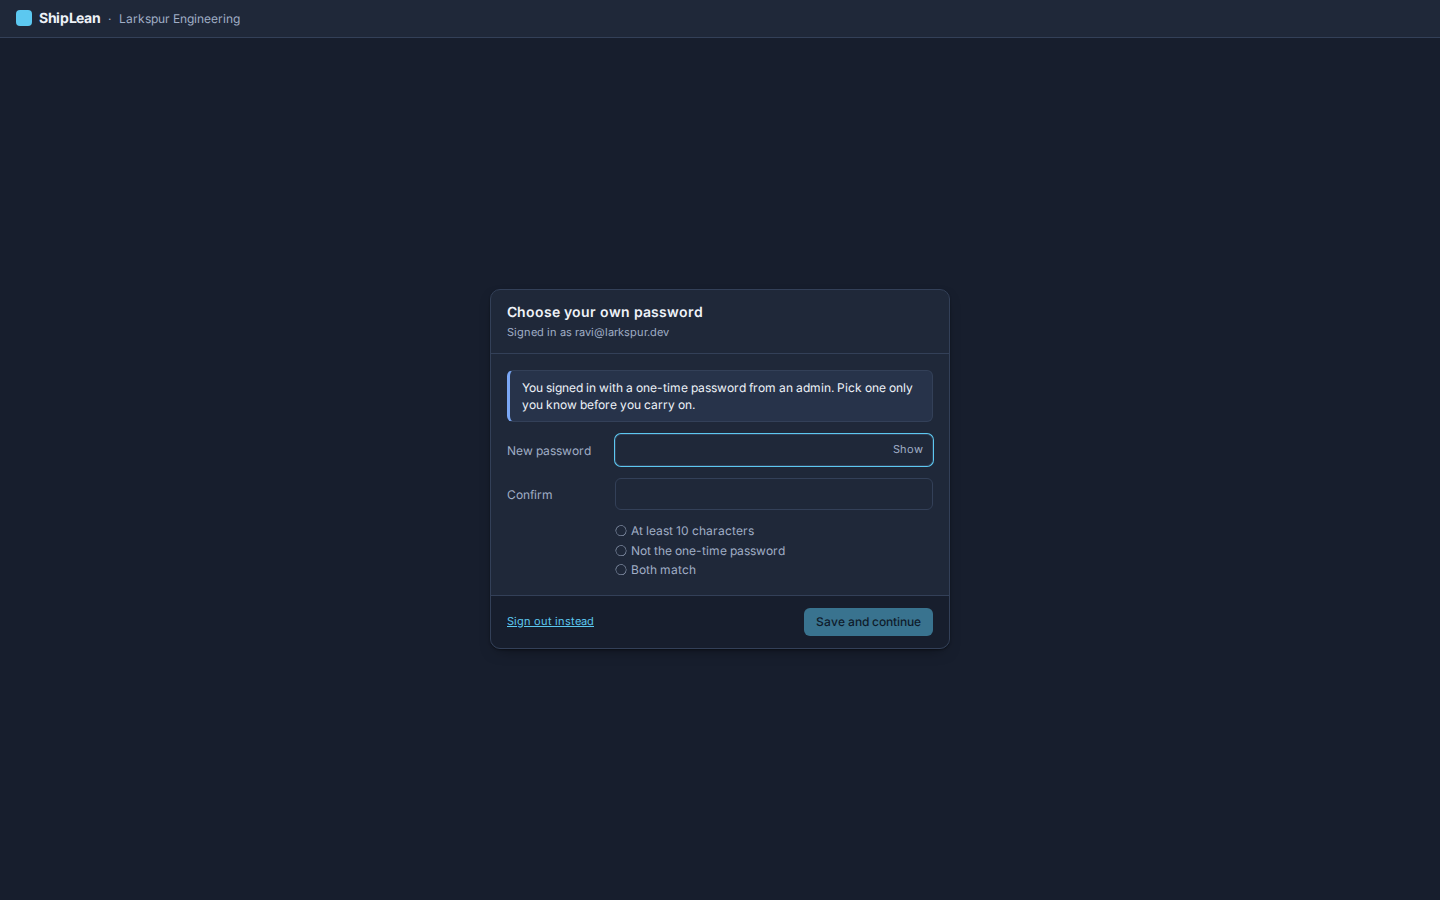 ShipLean · Larkspur Engineering
Choose your own password
Signed in as ravi@larkspur.dev
You signed in with a one-time password from an admin. Pick one only
you know before you carry on.
New password
Show
Confirm
At least 10 characters
Not the one-time password
Both match
Sign out instead
Save and continue